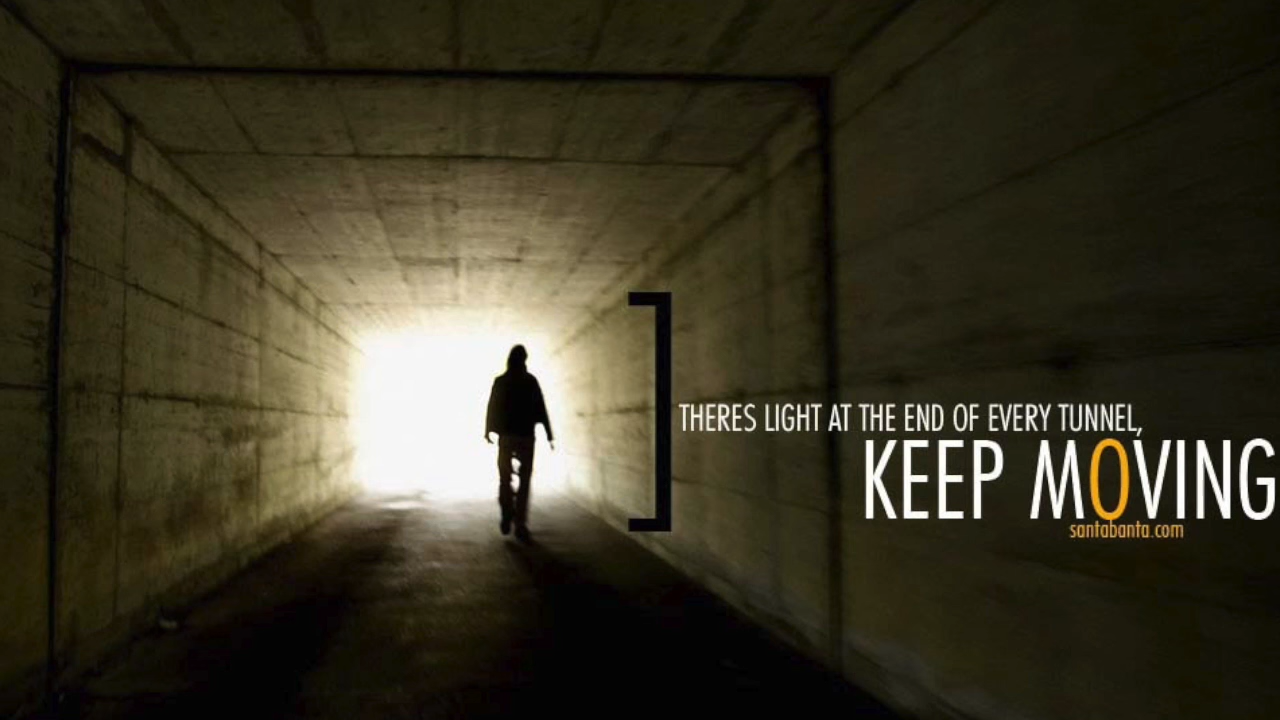 THERES LIGHT AT THE END OF EVERY TUNNEL,
KEEP MOVING
santabanta.com